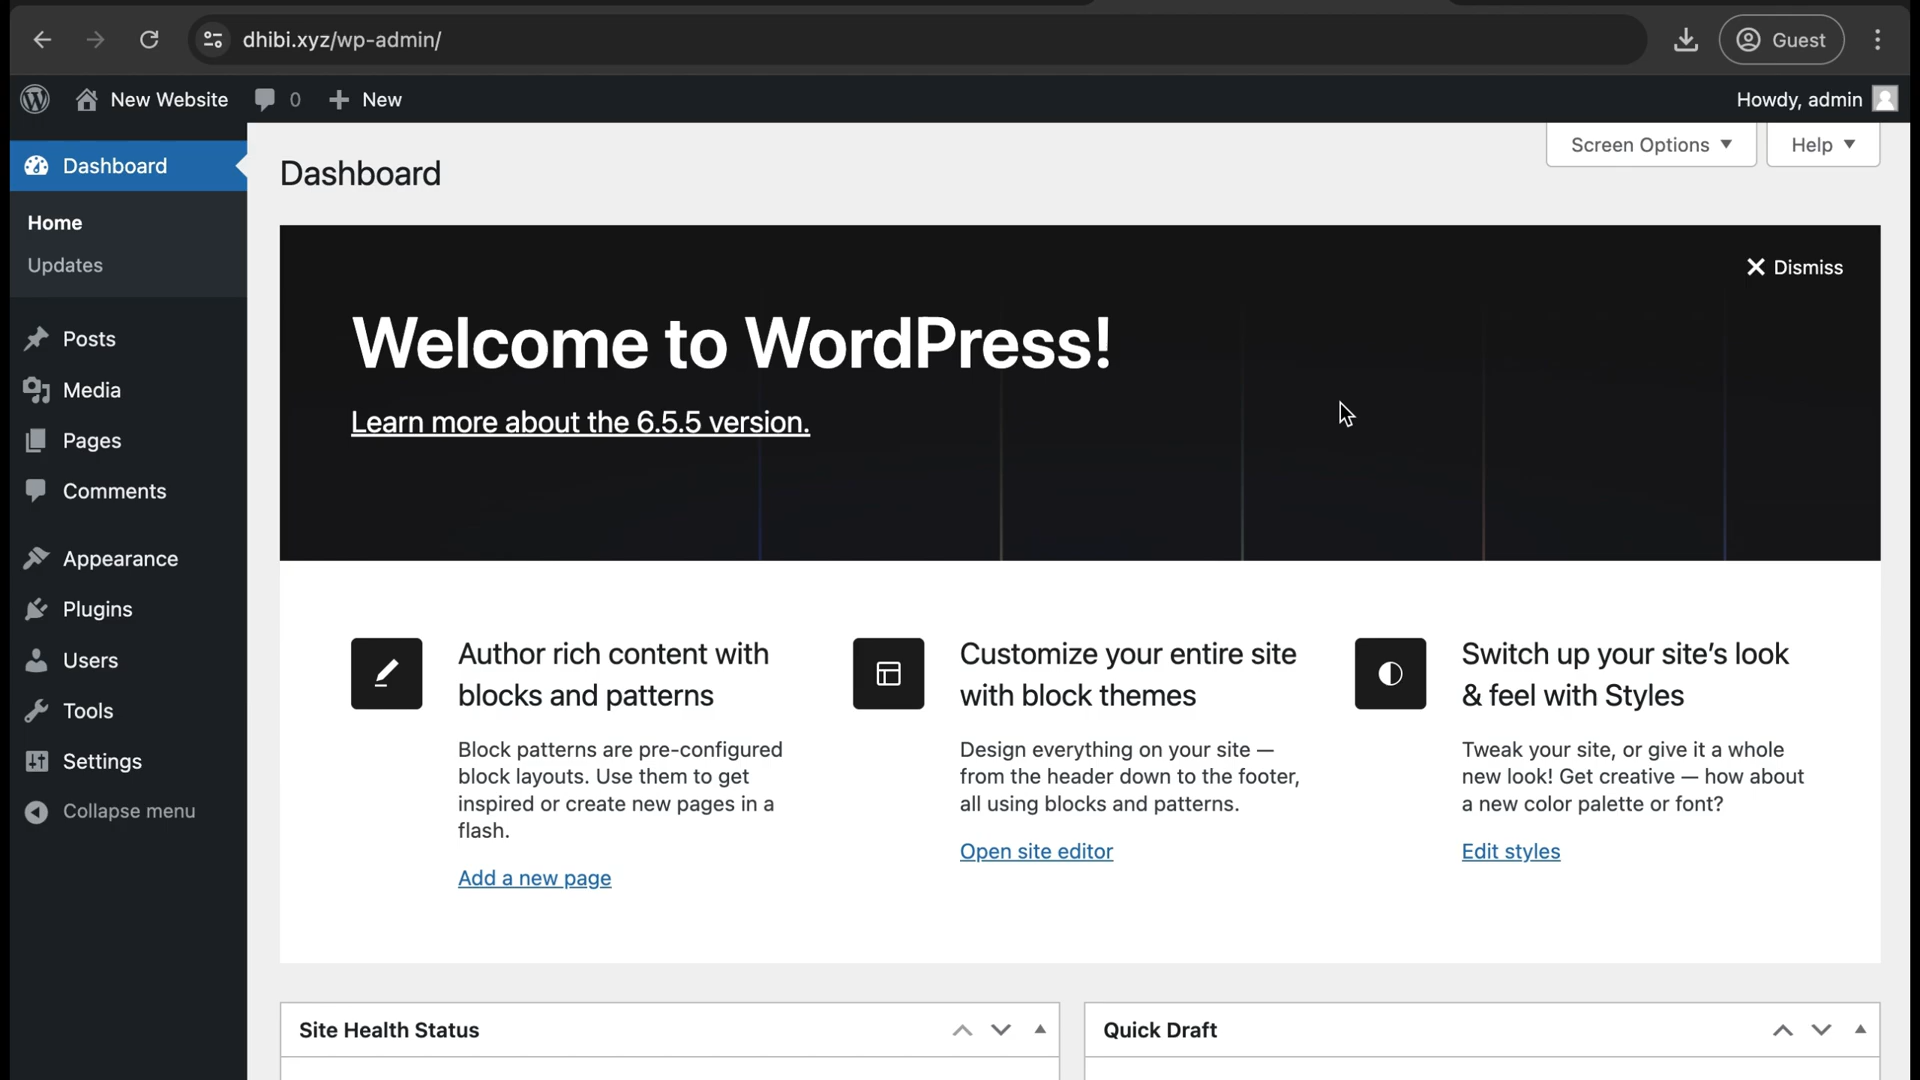 dhibi.xyz/wp-admin/
Guest
New Website
0
New
Howdy, admin
Dashboard
Home
Updates
Posts
Media
Pages
Comments
Appearance
Plugins
Users
Tools
Settings
Collapse menu
Dashboard
Screen Options
Help
Dismiss
Welcome to WordPress!
Learn more about the 6.5.5 version.
Author rich content with
blocks and patterns
Block patterns are pre-configured
block layouts. Use them to get
inspired or create new pages in a
flash.
Add a new page
Customize your entire site
with block themes
Design everything on your site —
from the header down to the footer,
all using blocks and patterns.
Open site editor
Switch up your site’s look
& feel with Styles
Tweak your site, or give it a whole
new look! Get creative — how about
a new color palette or font?
Edit styles
Site Health Status
Quick Draft